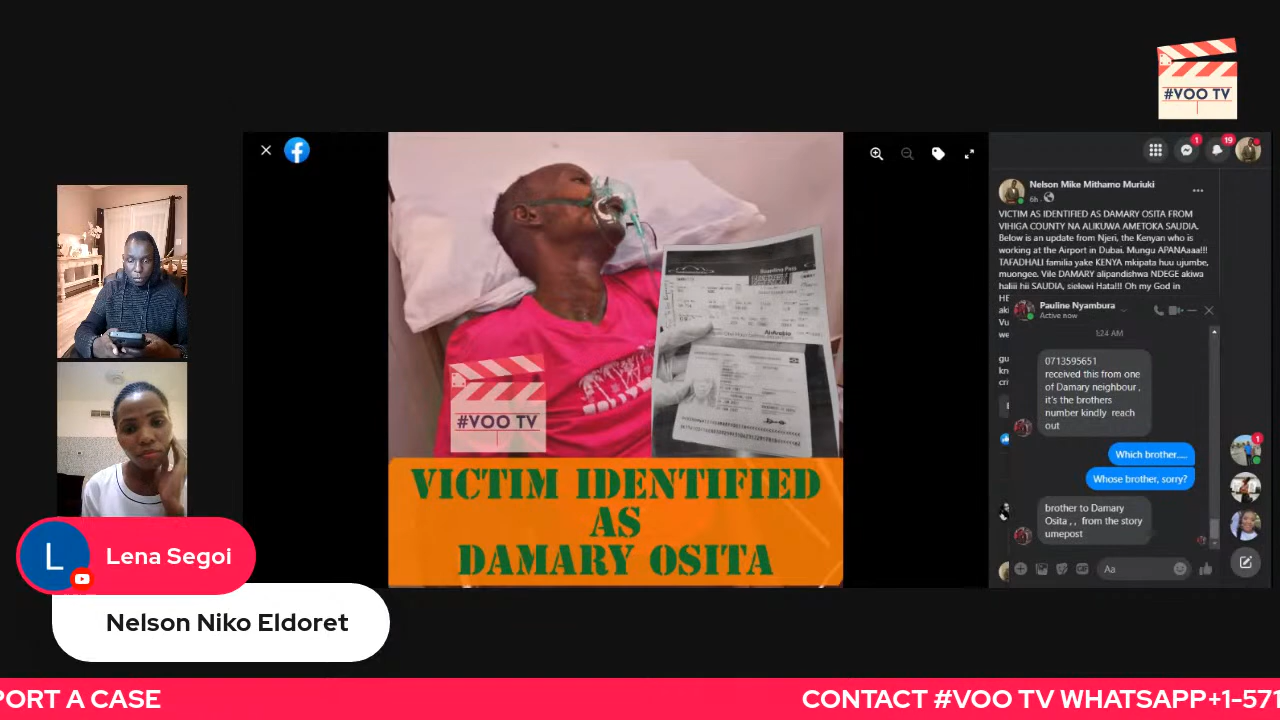 #VOO TV
1
19
Nelson Mike Mithamo Muriuki
6h
VICTIM AS IDENTIFIED AS DAMARY OSITA FROM
VIHIGA COUNTY NA ALIKUWA AMETOKA SAUDIA.
Below is an update from Njeri, the Kenyan who is
working at the Airport in Dubai. Mungu APANAaaa!!!
TAFADHALI familia yake KENYA mkipata huu ujumbe,
muongee. Vile DAMARY alipandishwa NDEGE akiwa
haliii hii SAUDIA, sielewi Hata!!! Oh my God in
Pauline Nyambura
Active now
1:24 AM
0713595651
received this from one
of Damary neighbour,
it's the brothers
number kindly reach
out
Which brother.....
Whose brother, sorry?
brother to Damary
Osita ,, from the story
umepost
Aa
1
Boarding Pass
#VOO TV
VICTIM IDENTIFIED
AS
DAMARY OSITA
L
Lena Segoi
Nelson Niko Eldoret
PORT A CASE
CONTACT #VOO TV WHATSAPP+1-571